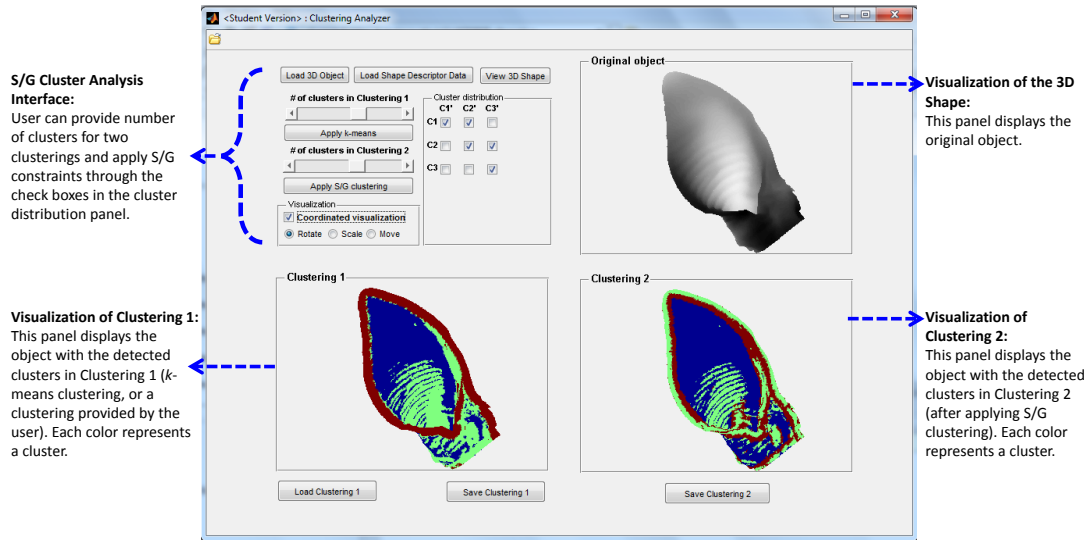 <Student Version> : Clustering Analyzer
S/G Cluster Analysis
Interface:
User can provide number
of clusters for two
clusterings and apply S/G
constraints through the
check boxes in the cluster
distribution panel.
Load 3D Object
Load Shape Descriptor Data
View 3D Shape
# of clusters in Clustering 1
Apply k-means
# of clusters in Clustering 2
Apply S/G clustering
Visualization
Coordinated visualization
Rotate Scale Move
Cluster distribution
C1' C2' C3'
C1
C2
C3
Original object
Visualization of the 3D
Shape:
This panel displays the
original object.
Visualization of Clustering 1:
This panel displays the
object with the detected
clusters in Clustering 1 (k-
means clustering, or a
clustering provided by the
user). Each color represents
a cluster.
Clustering 1
Load Clustering 1
Save Clustering 1
Clustering 2
Save Clustering 2
Visualization of
Clustering 2:
This panel displays the
object with the detected
clusters in Clustering 2
(after applying S/G
clustering). Each color
represents a cluster.